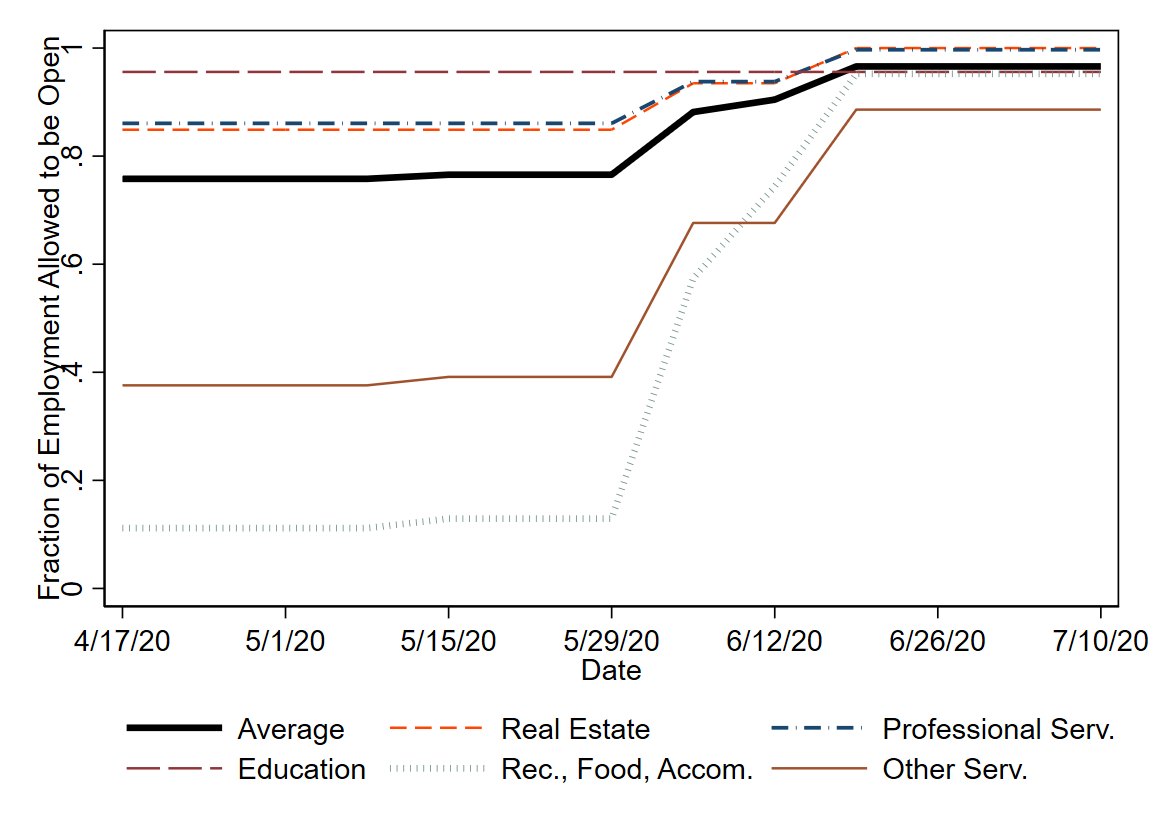 Fraction of Employment Allowed to be Open
1
.8
.6
.4
.2
0
4/17/20 5/1/20 5/15/20 5/29/20 6/12/20 6/26/20 7/10/20
Date
Average Real Estate Professional Serv.
Education Rec., Food, Accom. Other Serv.